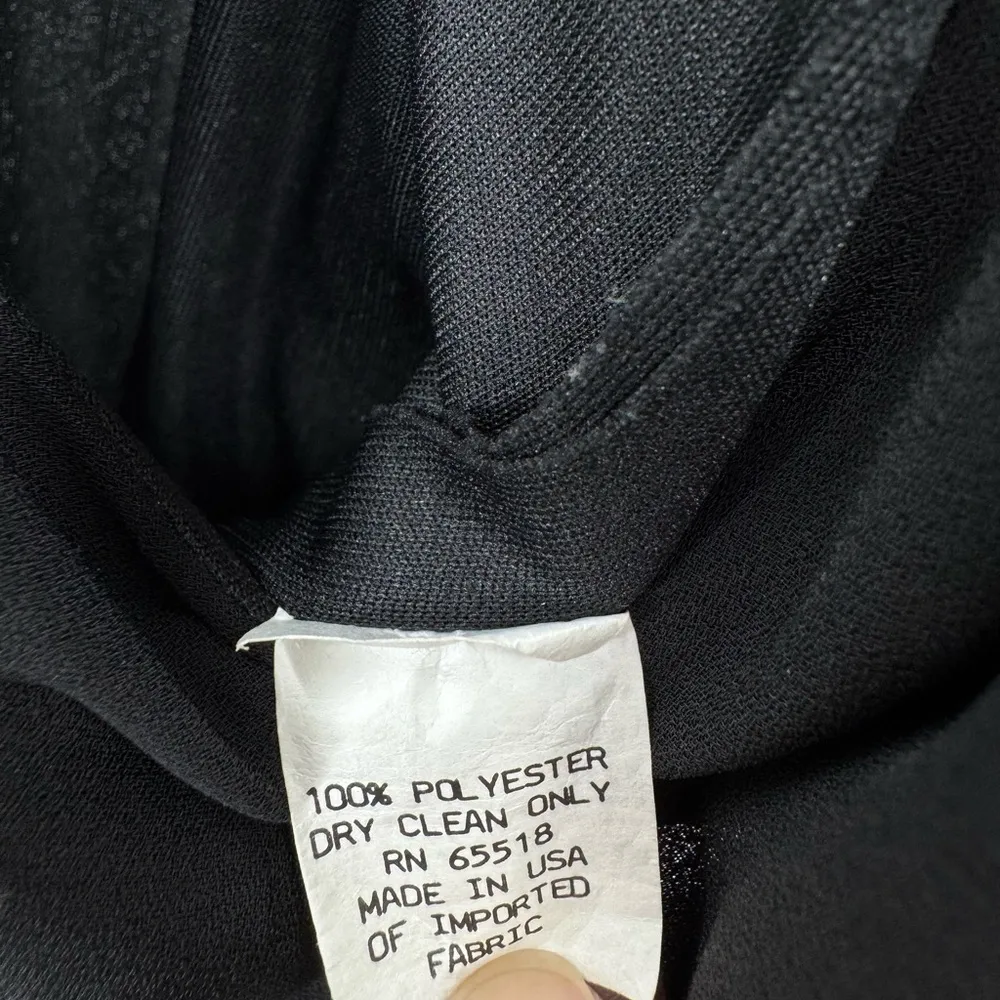 100% POLYESTER
DRY CLEAN ONLY
RN 65518
MADE IN USA
OF IMPORTED
FABRIC